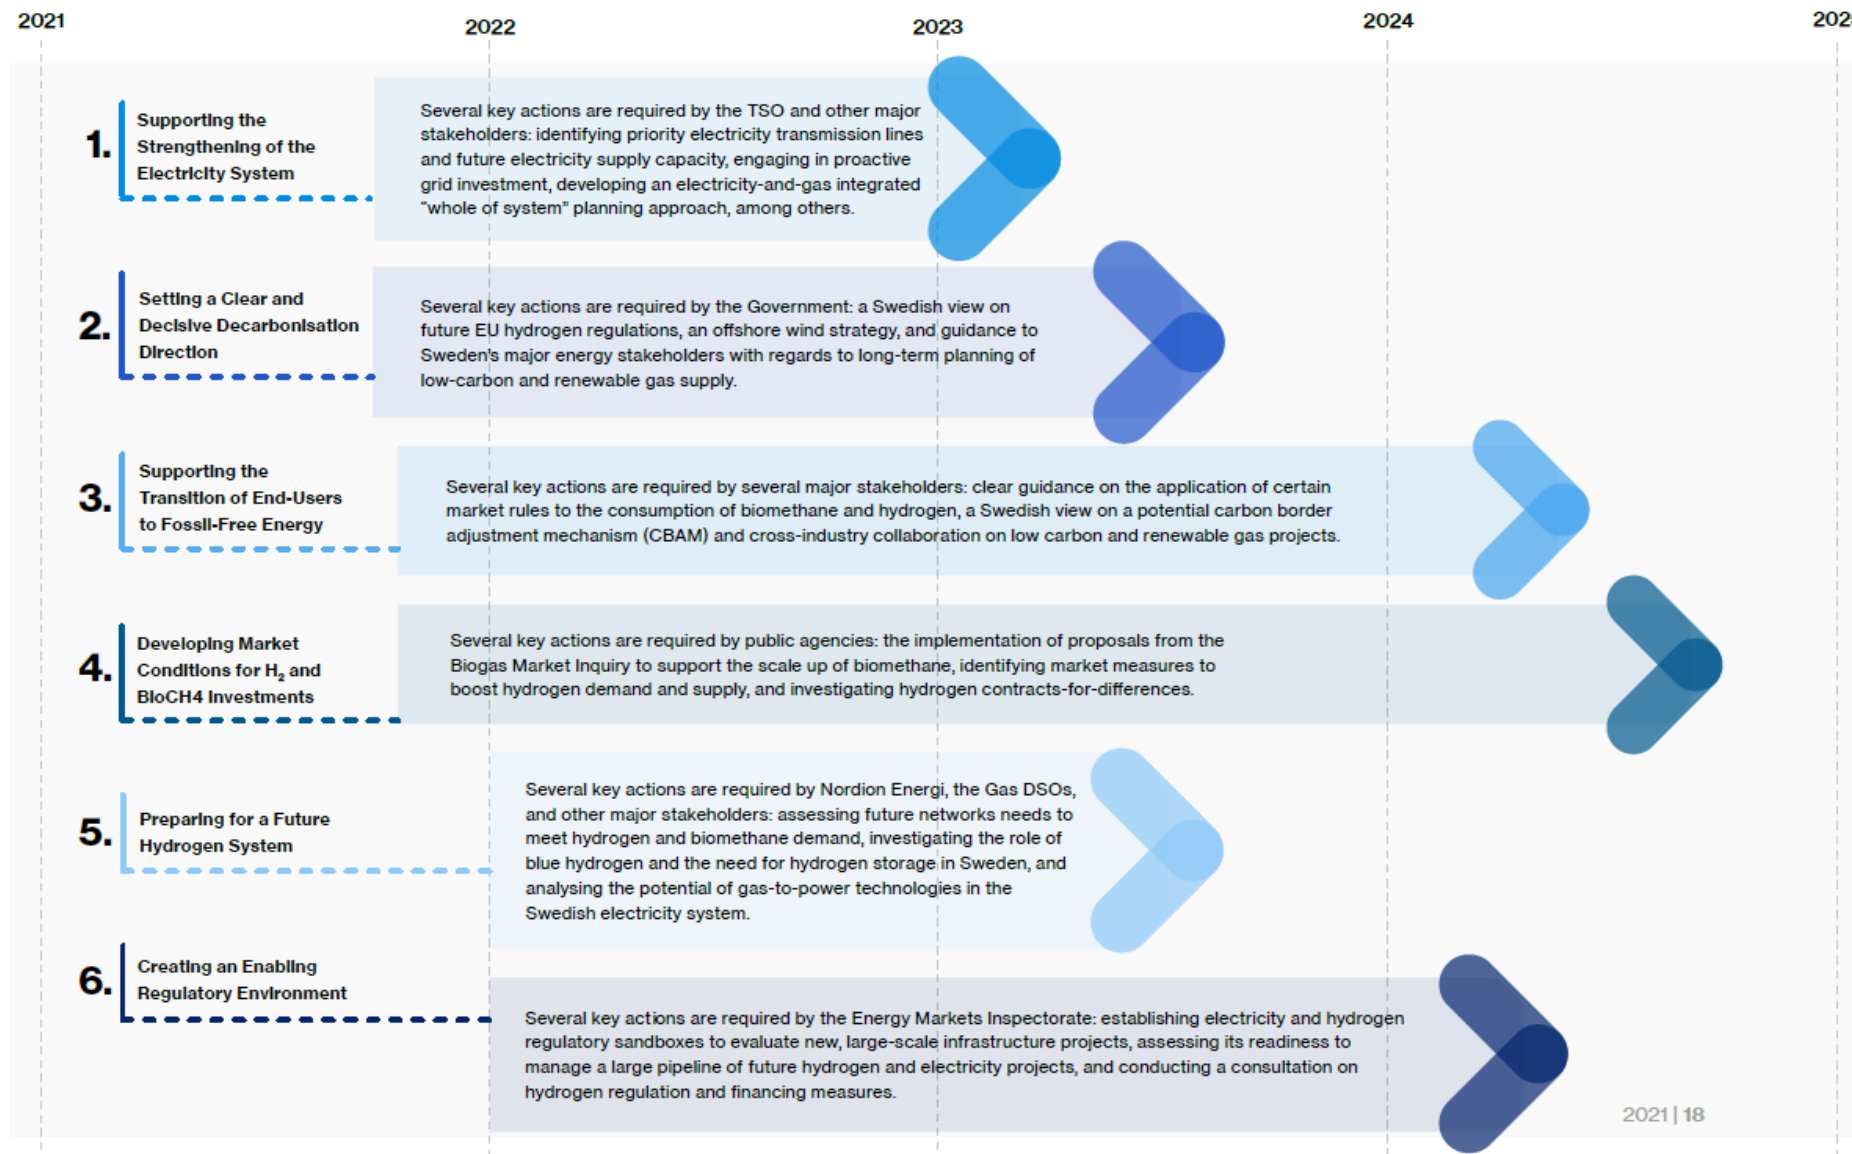 2021
2022
2023
2024
202
1.
Supporting the
Strengthening of the
Electricity System
Several key actions are required by the TSO and other major
stakeholders: identifying priority electricity transmission lines
and future electricity supply capacity, engaging in proactive
grid investment, developing an electricity-and-gas integrated
“whole of system” planning approach, among others.
2.
Setting a Clear and
Decisive Decarbonisation
Direction
Several key actions are required by the Government: a Swedish view on
future EU hydrogen regulations, an offshore wind strategy, and guidance to
Sweden’s major energy stakeholders with regards to long-term planning of
low-carbon and renewable gas supply.
3.
Supporting the
Transition of End-Users
to Fossil-Free Energy
Several key actions are required by several major stakeholders: clear guidance on the application of certain
market rules to the consumption of biomethane and hydrogen, a Swedish view on a potential carbon border
adjustment mechanism (CBAM) and cross-industry collaboration on low carbon and renewable gas projects.
4.
Developing Market
Conditions for H₂ and
BioCH4 Investments
Several key actions are required by public agencies: the implementation of proposals from the
Biogas Market Inquiry to support the scale up of biomethane, identifying market measures to
boost hydrogen demand and supply, and investigating hydrogen contracts-for-differences.
5.
Preparing for a Future
Hydrogen System
Several key actions are required by Nordion Energi, the Gas DSOs,
and other major stakeholders: assessing future networks needs to
meet hydrogen and biomethane demand, investigating the role of
blue hydrogen and the need for hydrogen storage in Sweden, and
analysing the potential of gas-to-power technologies in the
Swedish electricity system.
6.
Creating an Enabling
Regulatory Environment
Several key actions are required by the Energy Markets Inspectorate: establishing electricity and hydrogen
regulatory sandboxes to evaluate new, large-scale infrastructure projects, assessing its readiness to
manage a large pipeline of future hydrogen and electricity projects, and conducting a consultation on
hydrogen regulation and financing measures.
2021 | 18